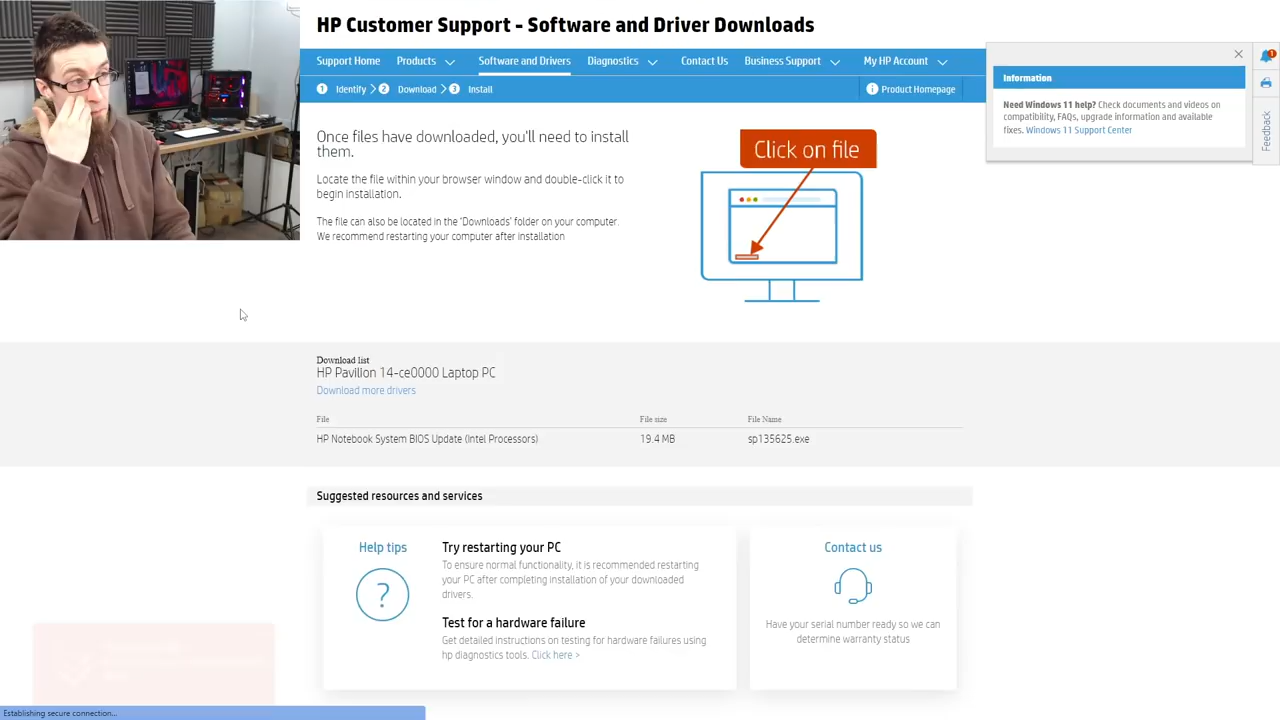 HP Customer Support - Software and Driver Downloads
Support Home Products Software and Drivers Diagnostics Contact Us Business Support My HP Account
1 Identify 2 Download 3 Install Product Homepage
Information
Need Windows 11 help? Check documents and videos on
compatibility, FAQs, upgrade information and available
fixes. Windows 11 Support Center
1
Feedback
Once files have downloaded, you'll need to install
them.
Locate the file within your browser window and double-click it to
begin installation.
The file can also be located in the 'Downloads' folder on your computer.
We recommend restarting your computer after installation
Click on file
Download list
HP Pavilion 14-ce0000 Laptop PC
Download more drivers
File File size File Name
HP Notebook System BIOS Update (Intel Processors) 19.4 MB sp135625.exe
Suggested resources and services
Help tips
?
Try restarting your PC
To ensure normal functionality, it is recommended restarting
your PC after completing installation of your downloaded
drivers.
Test for a hardware failure
Get detailed instructions on testing for hardware failures using
hp diagnostics tools. Click here >
Contact us
Have your serial number ready so we can
determine warranty status
Establishing secure connection...